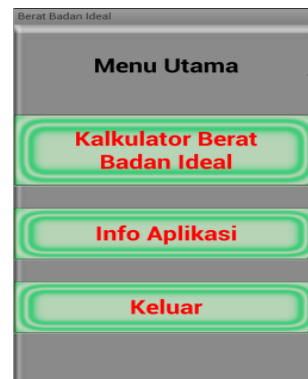 Berat Badan Ideal
Menu Utama
Kalkulator Berat
Badan Ideal
Info Aplikasi
Keluar